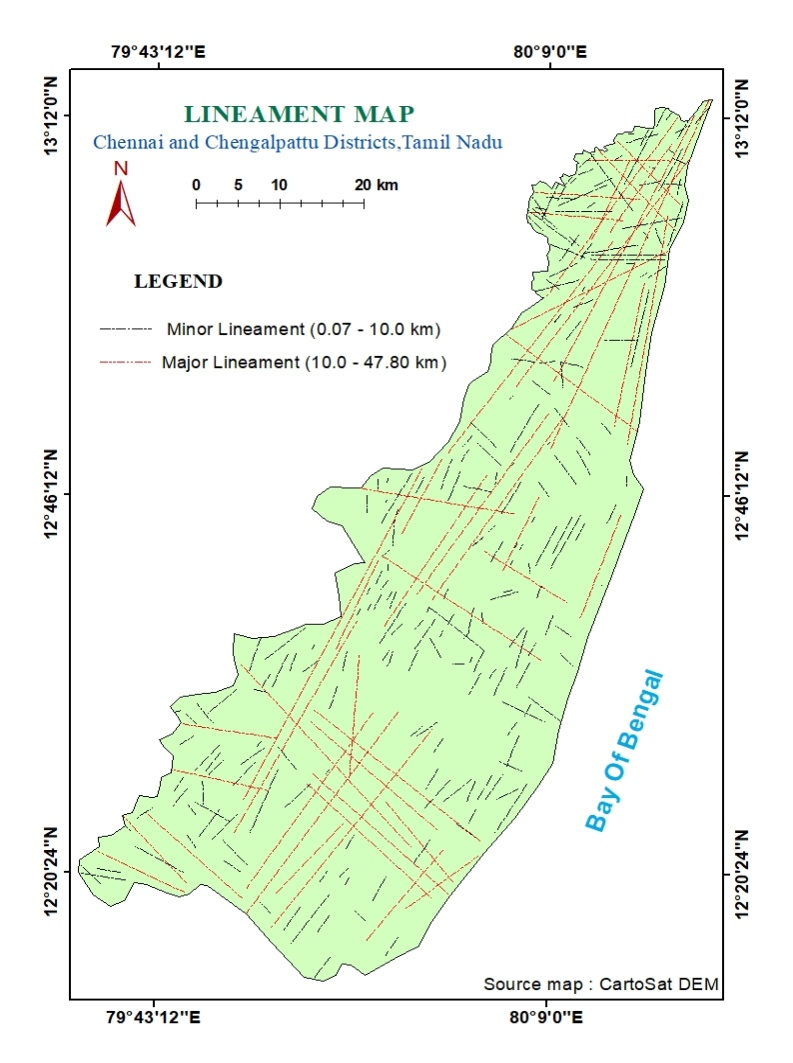 79°43'12"E 80°9'0"E
13°12'0"N 13°12'0"N
LINEAMENT MAP
Chennai and Chengalpattu Districts,Tamil Nadu
N
0 5 10 20 km
LEGEND
Minor Lineament (0.07 - 10.0 km)
Major Lineament (10.0 - 47.80 km)
12°46'12"N 12°46'12"N
Bay Of Bengal
12°20'24"N 12°20'24"N
Source map : CartoSat DEM
79°43'12"E 80°9'0"E